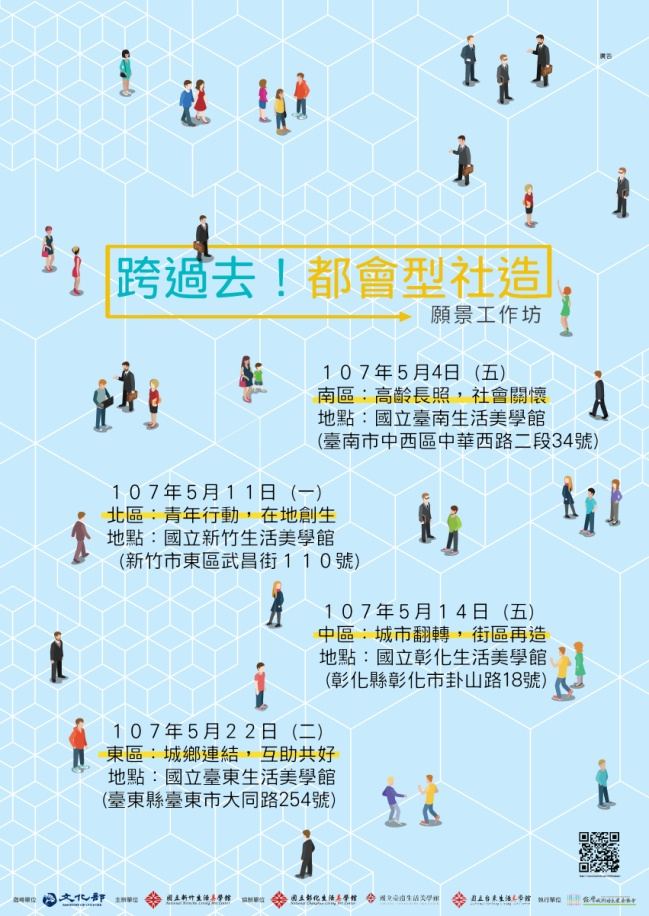 廣告
跨過去！都會型社造
願景工作坊
１０７年５月4日（五）
南區：高齡長照，社會關懷
地點：國立臺南生活美學館
(臺南市中西區中華西路二段34號)
１０７年５月１１日（一）
北區：青年行動，在地創生
地點：國立新竹生活美學館
(新竹市東區武昌街１１０號)
１０７年５月１４日（五）
中區：城市翻轉，街區再造
地點：國立彰化生活美學館
(彰化縣彰化市卦山路18號)
１０７年５月２２日（二）
東區：城鄉連結，互助共好
地點：國立臺東生活美學館
(臺東縣臺東市大同路254號)
指導單位 文化部 主辦單位 國立新竹生活美學館 協辦單位 國立彰化生活美學館 國立臺南生活美學館 國立台東生活美學館 執行單位